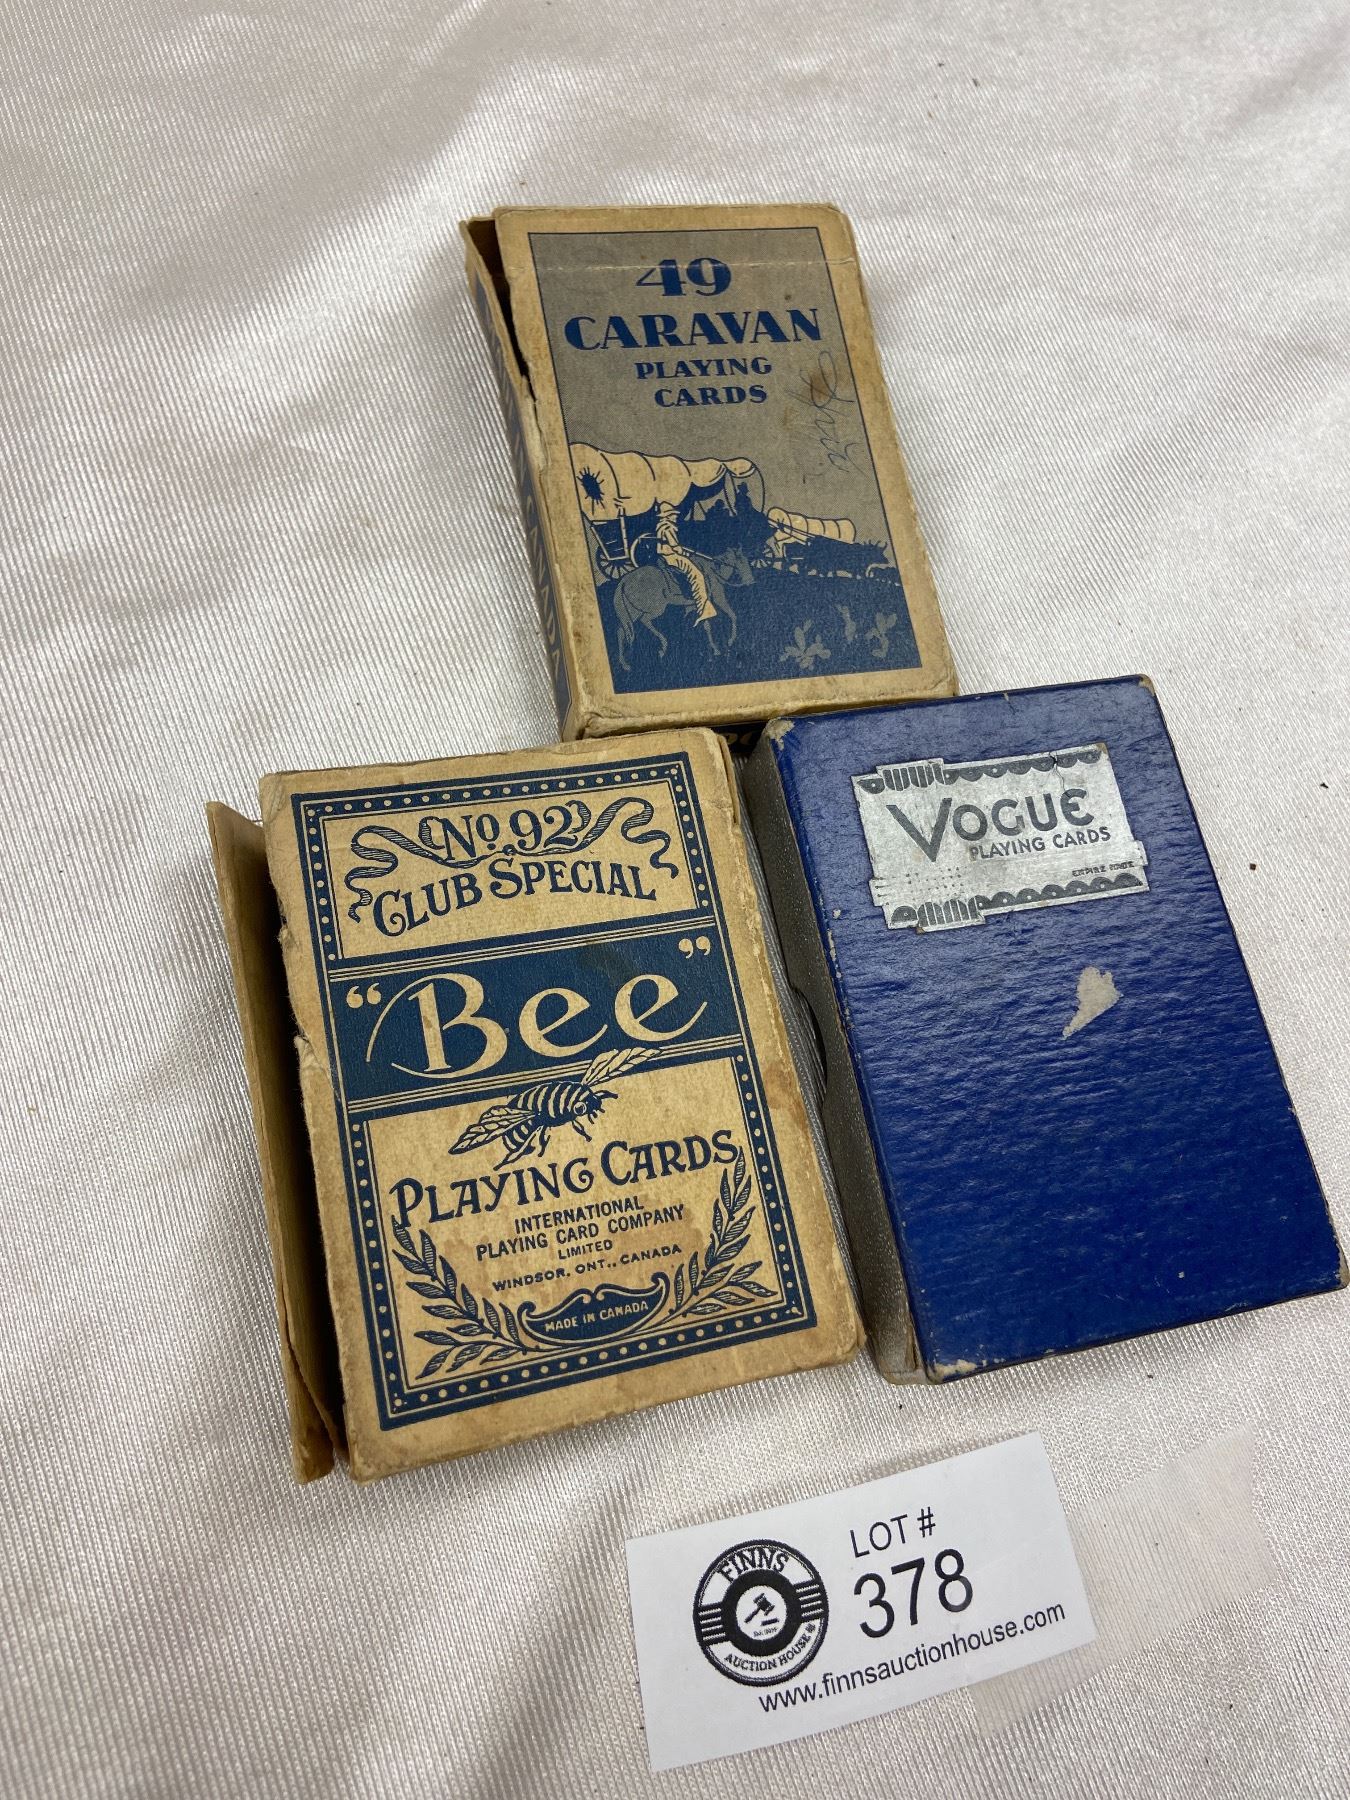 49
CARAVAN
PLAYING
CARDS
No. 92
CLUB SPECIAL
"Bee"
PLAYING CARDS
INTERNATIONAL
PLAYING CARD COMPANY
LIMITED
WINDSOR, ONT., CANADA
MADE IN CANADA
VOGUE
PLAYING CARDS
FINNS
AUCTION HOUSE
LOT #
378
www.finnsauctionhouse.com